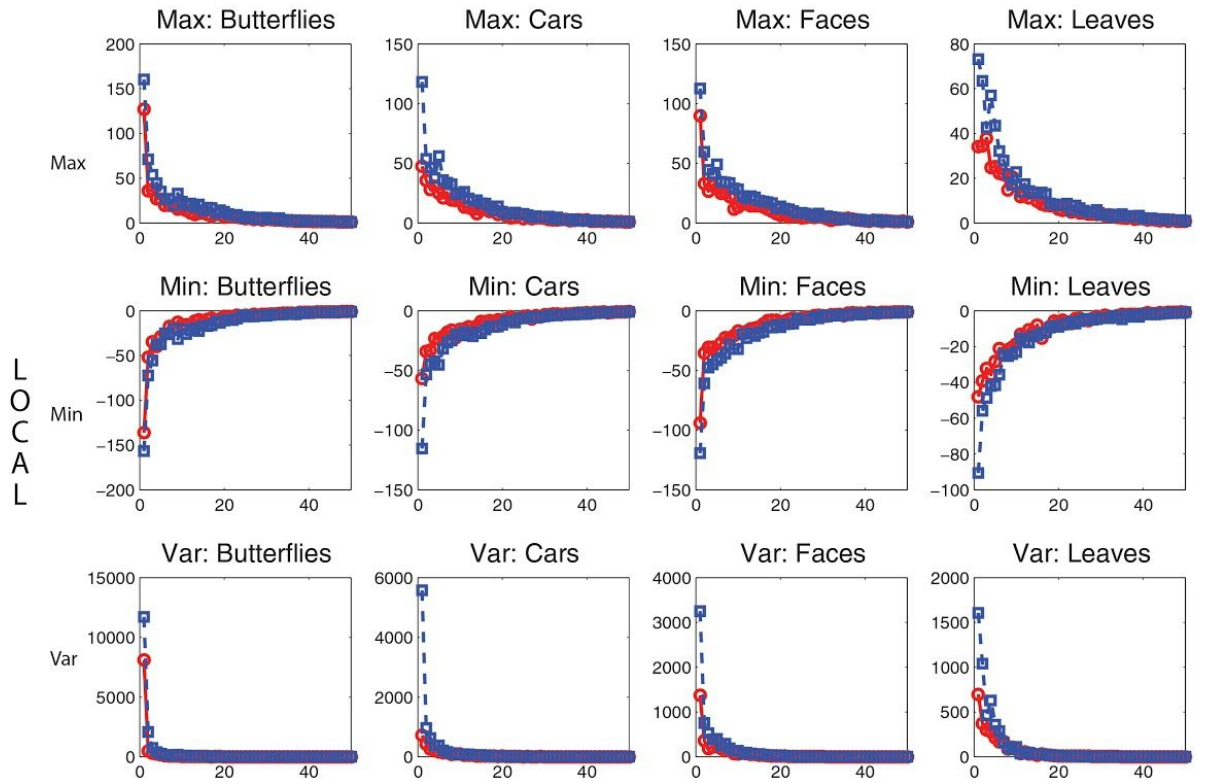 Max: Butterflies Max: Cars Max: Faces Max: Leaves
200 150 150 80
150 60
100 100
100 40
50 50
50 20
0 0 0 0
0 20 40 0 20 40 0 20 40 0 20 40
Max
Min: Butterflies Min: Cars Min: Faces Min: Leaves
0 0 0 0
−50 −20
−50 −50
−100 −40
−60
−100 −100
−150 −80
−200 −150 −150 −100
0 20 40 0 20 40 0 20 40 0 20 40
Min
L
O
C
A
L
Var: Butterflies Var: Cars Var: Faces Var: Leaves
15000 6000 4000 2000
3000 1500
10000 4000
2000 1000
5000 2000
1000 500
0 0 0 0
0 20 40 0 20 40 0 20 40 0 20 40
Var